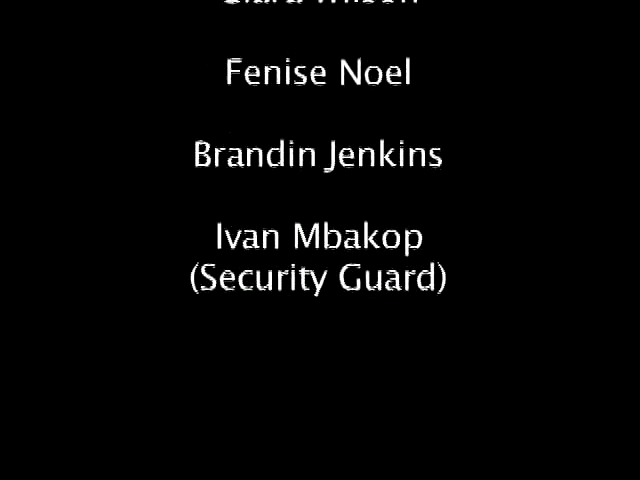 Fenise Noel
Brandin Jenkins
Ivan Mbakop
(Security Guard)